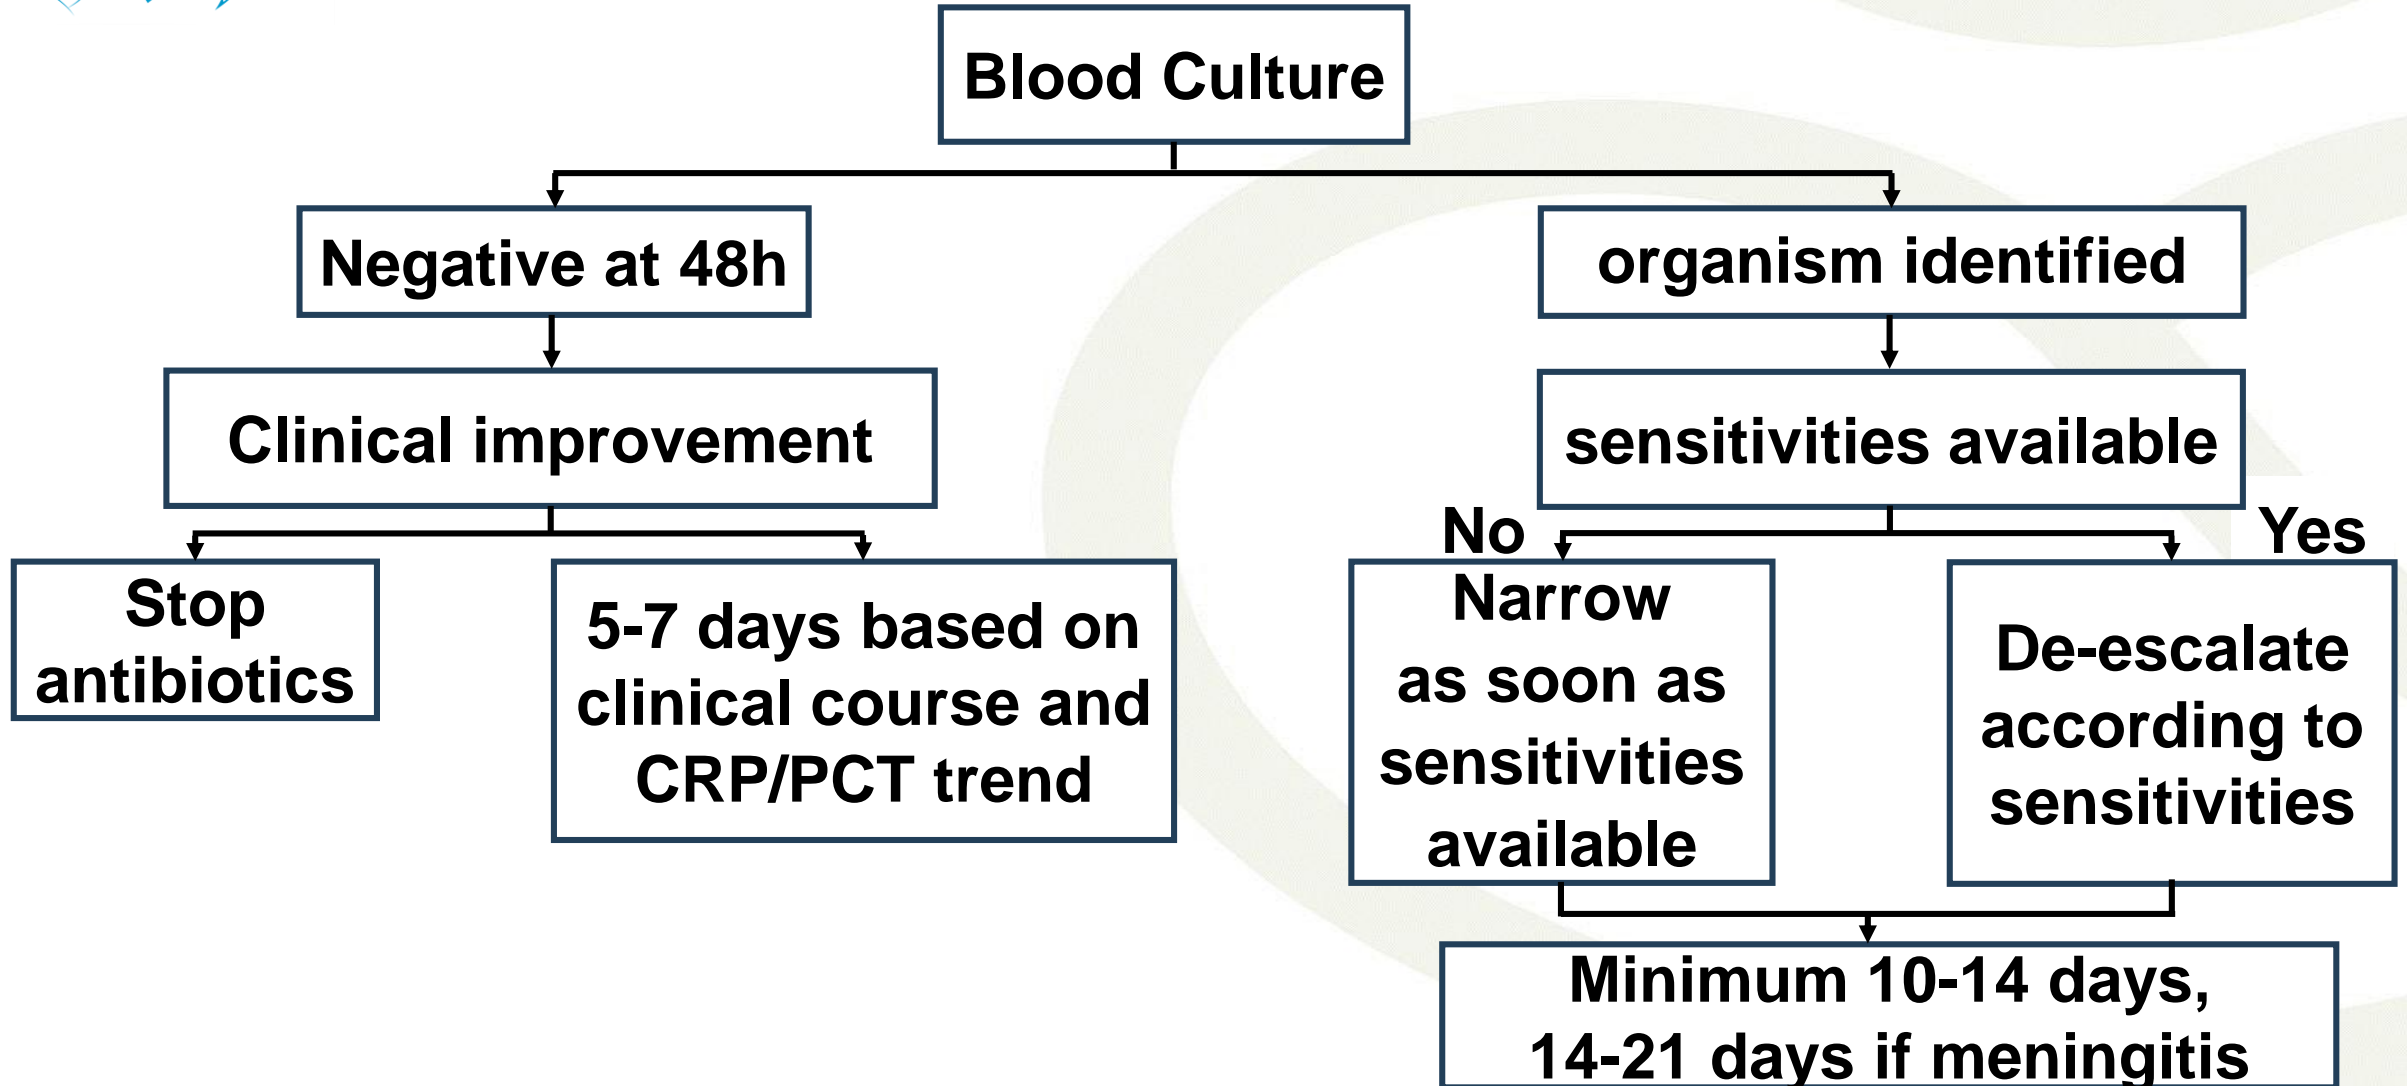 Blood Culture
Negative at 48h
organism identified
Clinical improvement
sensitivities available
No
Yes
Stop
antibiotics
5-7 days based on
clinical course and
CRP/PCT trend
Narrow
as soon as
sensitivities
available
De-escalate
according to
sensitivities
Minimum 10-14 days,
14-21 days if meningitis